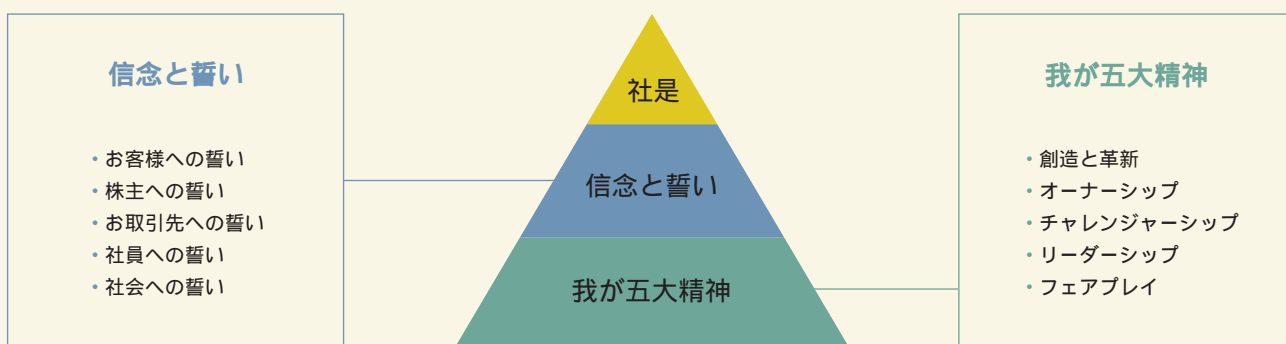 信念と誓い
・お客様への誓い
・株主への誓い
・お取引先への誓い
・社員への誓い
・社会への誓い
社是
信念と誓い
我が五大精神
我が五大精神
・創造と革新
・オーナーシップ
・チャレンジャーシップ
・リーダーシップ
・フェアプレイ